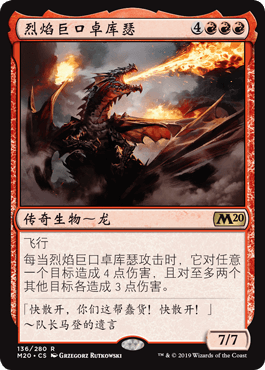 烈焰巨口卓库瑟 4
传奇生物～龙 M20
飞行
每当烈焰巨口卓库瑟攻击时，它对任意一个目标造成4点伤害，且对至多两个其他目标各造成3点伤害。
「快散开，你们这帮蠢货！快散开！」
～队长马登的遗言
7/7
136/280 R
M20 • CS GRZEGORZ RUTKOWSKI
™ & © 2019 Wizards of the Coast